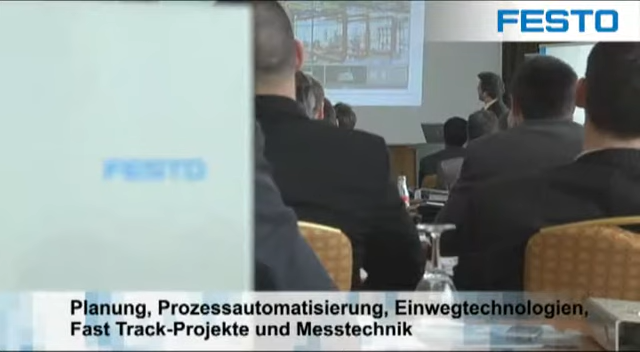 FESTO
FESTO
Planung, Prozessautomatisierung, Einwegtechnologien,
Fast Track-Projekte und Messtechnik